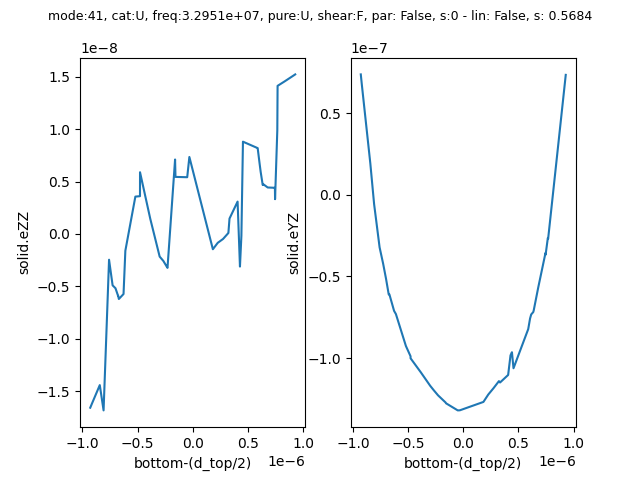 mode:41, cat:U, freq:3.2951e+07, pure:U, shear:F, par: False, s:0 - lin: False, s: 0.5684
1e−8
1e−7
1.5
1.0
0.5
0.0
−0.5
−1.0
−1.5
solid.eZZ
−1.0
−0.5
0.0
0.5
1.0
bottom-(d_top/2)
1e−6
0.5
0.0
−0.5
−1.0
solid.eYZ
−1.0
−0.5
0.0
0.5
1.0
bottom-(d_top/2)
1e−6